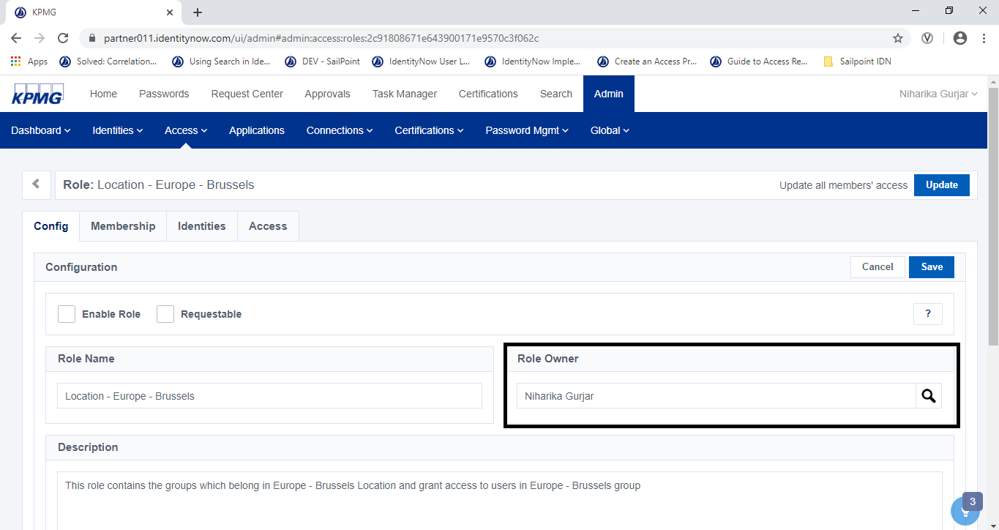 KPMG
partner011.identitynow.com/ui/admin#admin:access:roles:2c91808671e643900171e9570c3f062c
Apps Solved: Correlation... Using Search in Ide... DEV - SailPoint IdentityNow User L... IdentityNow Imple... Create an Access Pr... Guide to Access Re... Sailpoint IDN
KPMG Home Passwords Request Center Approvals Task Manager Certifications Search Admin Niharika Gurjar
Dashboard Identities Access Applications Connections Certifications Password Mgmt Global
Role: Location - Europe - Brussels Update all members' access Update
Config Membership Identities Access
Configuration Cancel Save
Enable Role Requestable ?
Role Name Role Owner
Location - Europe - Brussels Niharika Gurjar
Description
This role contains the groups which belong in Europe - Brussels Location and grant access to users in Europe - Brussels group
3